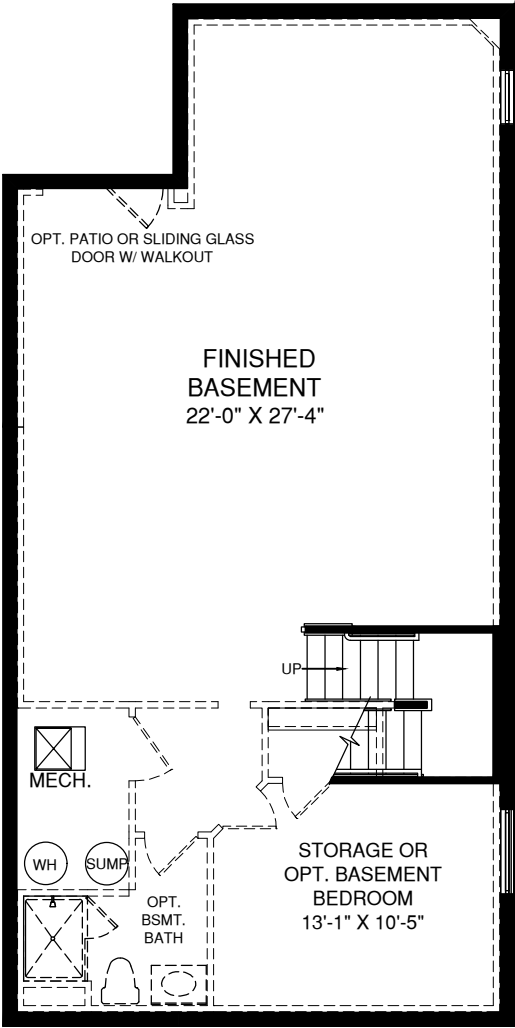 OPT. PATIO OR SLIDING GLASS
DOOR W/ WALKOUT
FINISHED
BASEMENT
22'-0" X 27'-4"
UP
MECH.
WH
SUMP
OPT.
BSMT.
BATH
STORAGE OR
OPT. BASEMENT
BEDROOM
13'-1" X 10'-5"